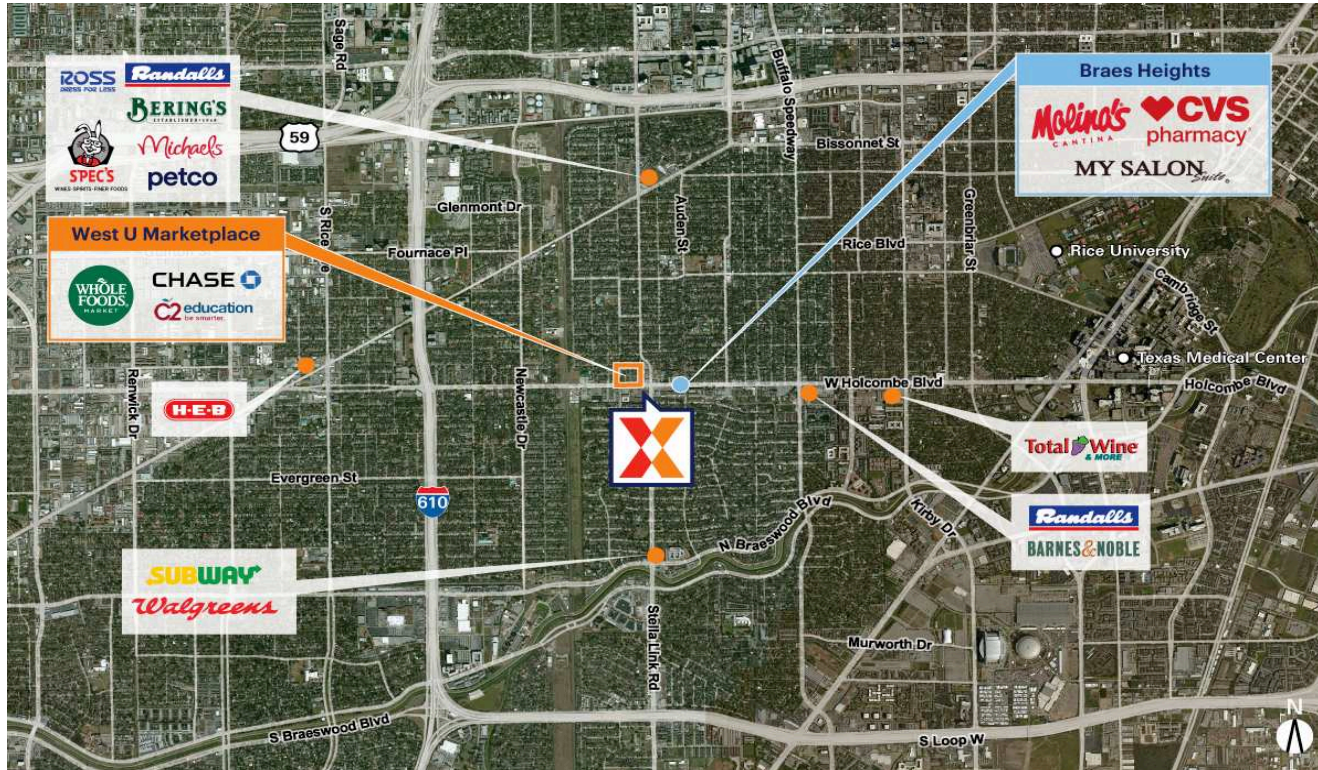 Sage Rd
Buffalo Speedway
ROSS
DRESS FOR LESS
Randalls
BERING'S
ESTABLISHED 1940
SPEC'S
WINES·SPIRITS·FINER FOODS
Michaels
petco
59
Braes Heights
Molina's
CANTINA
CVS
pharmacy
MY SALON
Suite
Bissonnet St
Glenmont Dr
Auden St
Greenbriar St
S Rice
e
Fournace Pl
Rice Blvd
Rice University
Cambridge St
West U Marketplace
WHOLE
FOODS
MARKET
CHASE
C2 education
be smarter.
Texas Medical Center
Renwick Dr
Newcastle Dr
W Holcombe Blvd
Holcombe Blvd
H-E-B
Total Wine
& MORE
Evergreen St
610
N Braeswood Blvd
Kirby Dr
Randalls
BARNES&NOBLE
SUBWAY
Walgreens
Stella Link Rd
Murworth Dr
S Braeswood Blvd
S Loop W
N